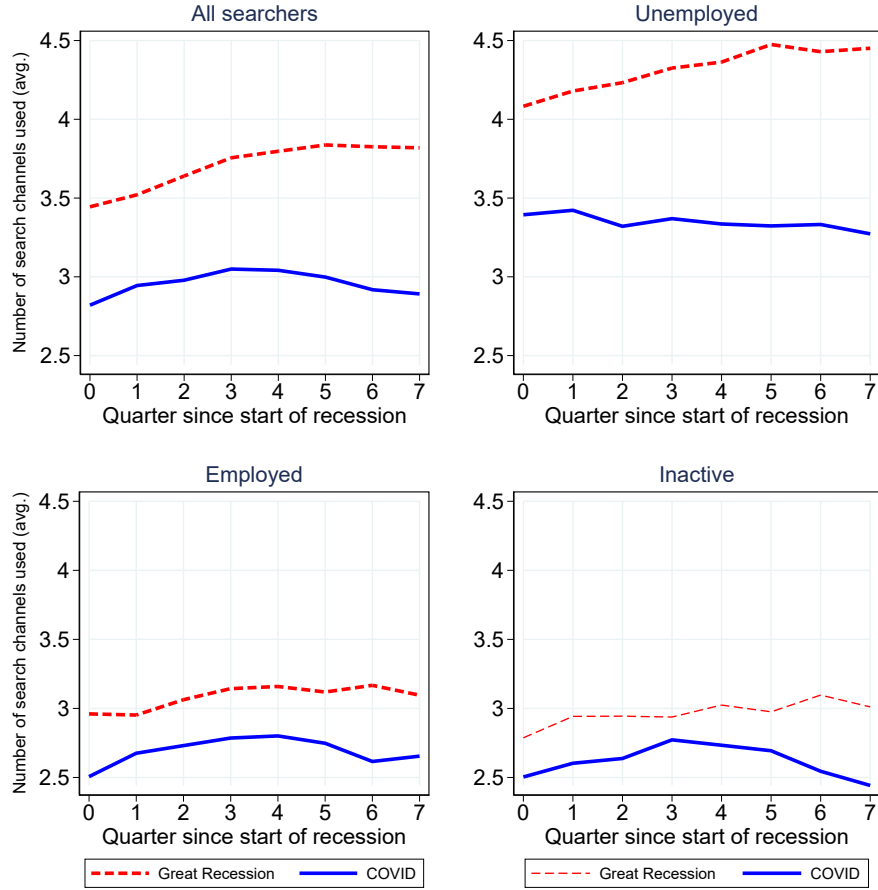 All searchers
Number of search channels used (avg.)
4.5
4
3.5
3
2.5
0 1 2 3 4 5 6 7
Quarter since start of recession
Unemployed
4.5
4
3.5
3
2.5
0 1 2 3 4 5 6 7
Quarter since start of recession
Employed
Number of search channels used (avg.)
4.5
4
3.5
3
2.5
0 1 2 3 4 5 6 7
Quarter since start of recession
Great Recession COVID
Inactive
4.5
4
3.5
3
2.5
0 1 2 3 4 5 6 7
Quarter since start of recession
Great Recession COVID